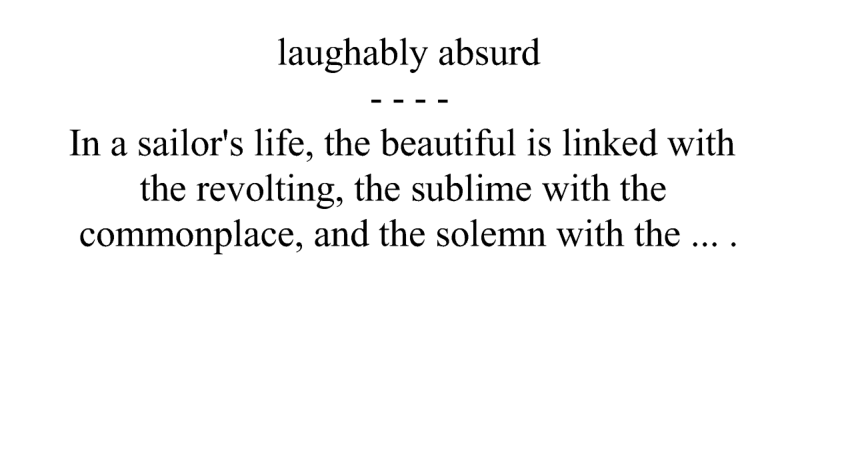 laughably absurd
- - - -
In a sailor's life, the beautiful is linked with
the revolting, the sublime with the
commonplace, and the solemn with the ... .